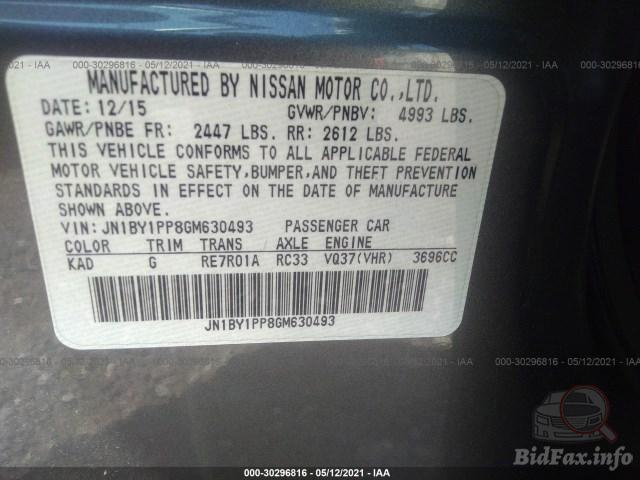 000-30296816 - 05/12/2021 - IAA
MANUFACTURED BY NISSAN MOTOR CO.,LTD.
DATE: 12/15 GVWR/PNBV: 4993 LBS.
GAWR/PNBE FR: 2447 LBS. RR: 2612 LBS.
THIS VEHICLE CONFORMS TO ALL APPLICABLE FEDERAL
MOTOR VEHICLE SAFETY,BUMPER,AND THEFT PREVENTION
STANDARDS IN EFFECT ON THE DATE OF MANUFACTURE
SHOWN ABOVE.
VIN: JN1BY1PP8GM630493 PASSENGER CAR
COLOR TRIM TRANS AXLE ENGINE
KAD G RE7R01A RC33 VQ37(VHR) 3696CC
JN1BY1PP8GM630493
000-30296816 - 05/12/2021 - IAA
BidFax.info